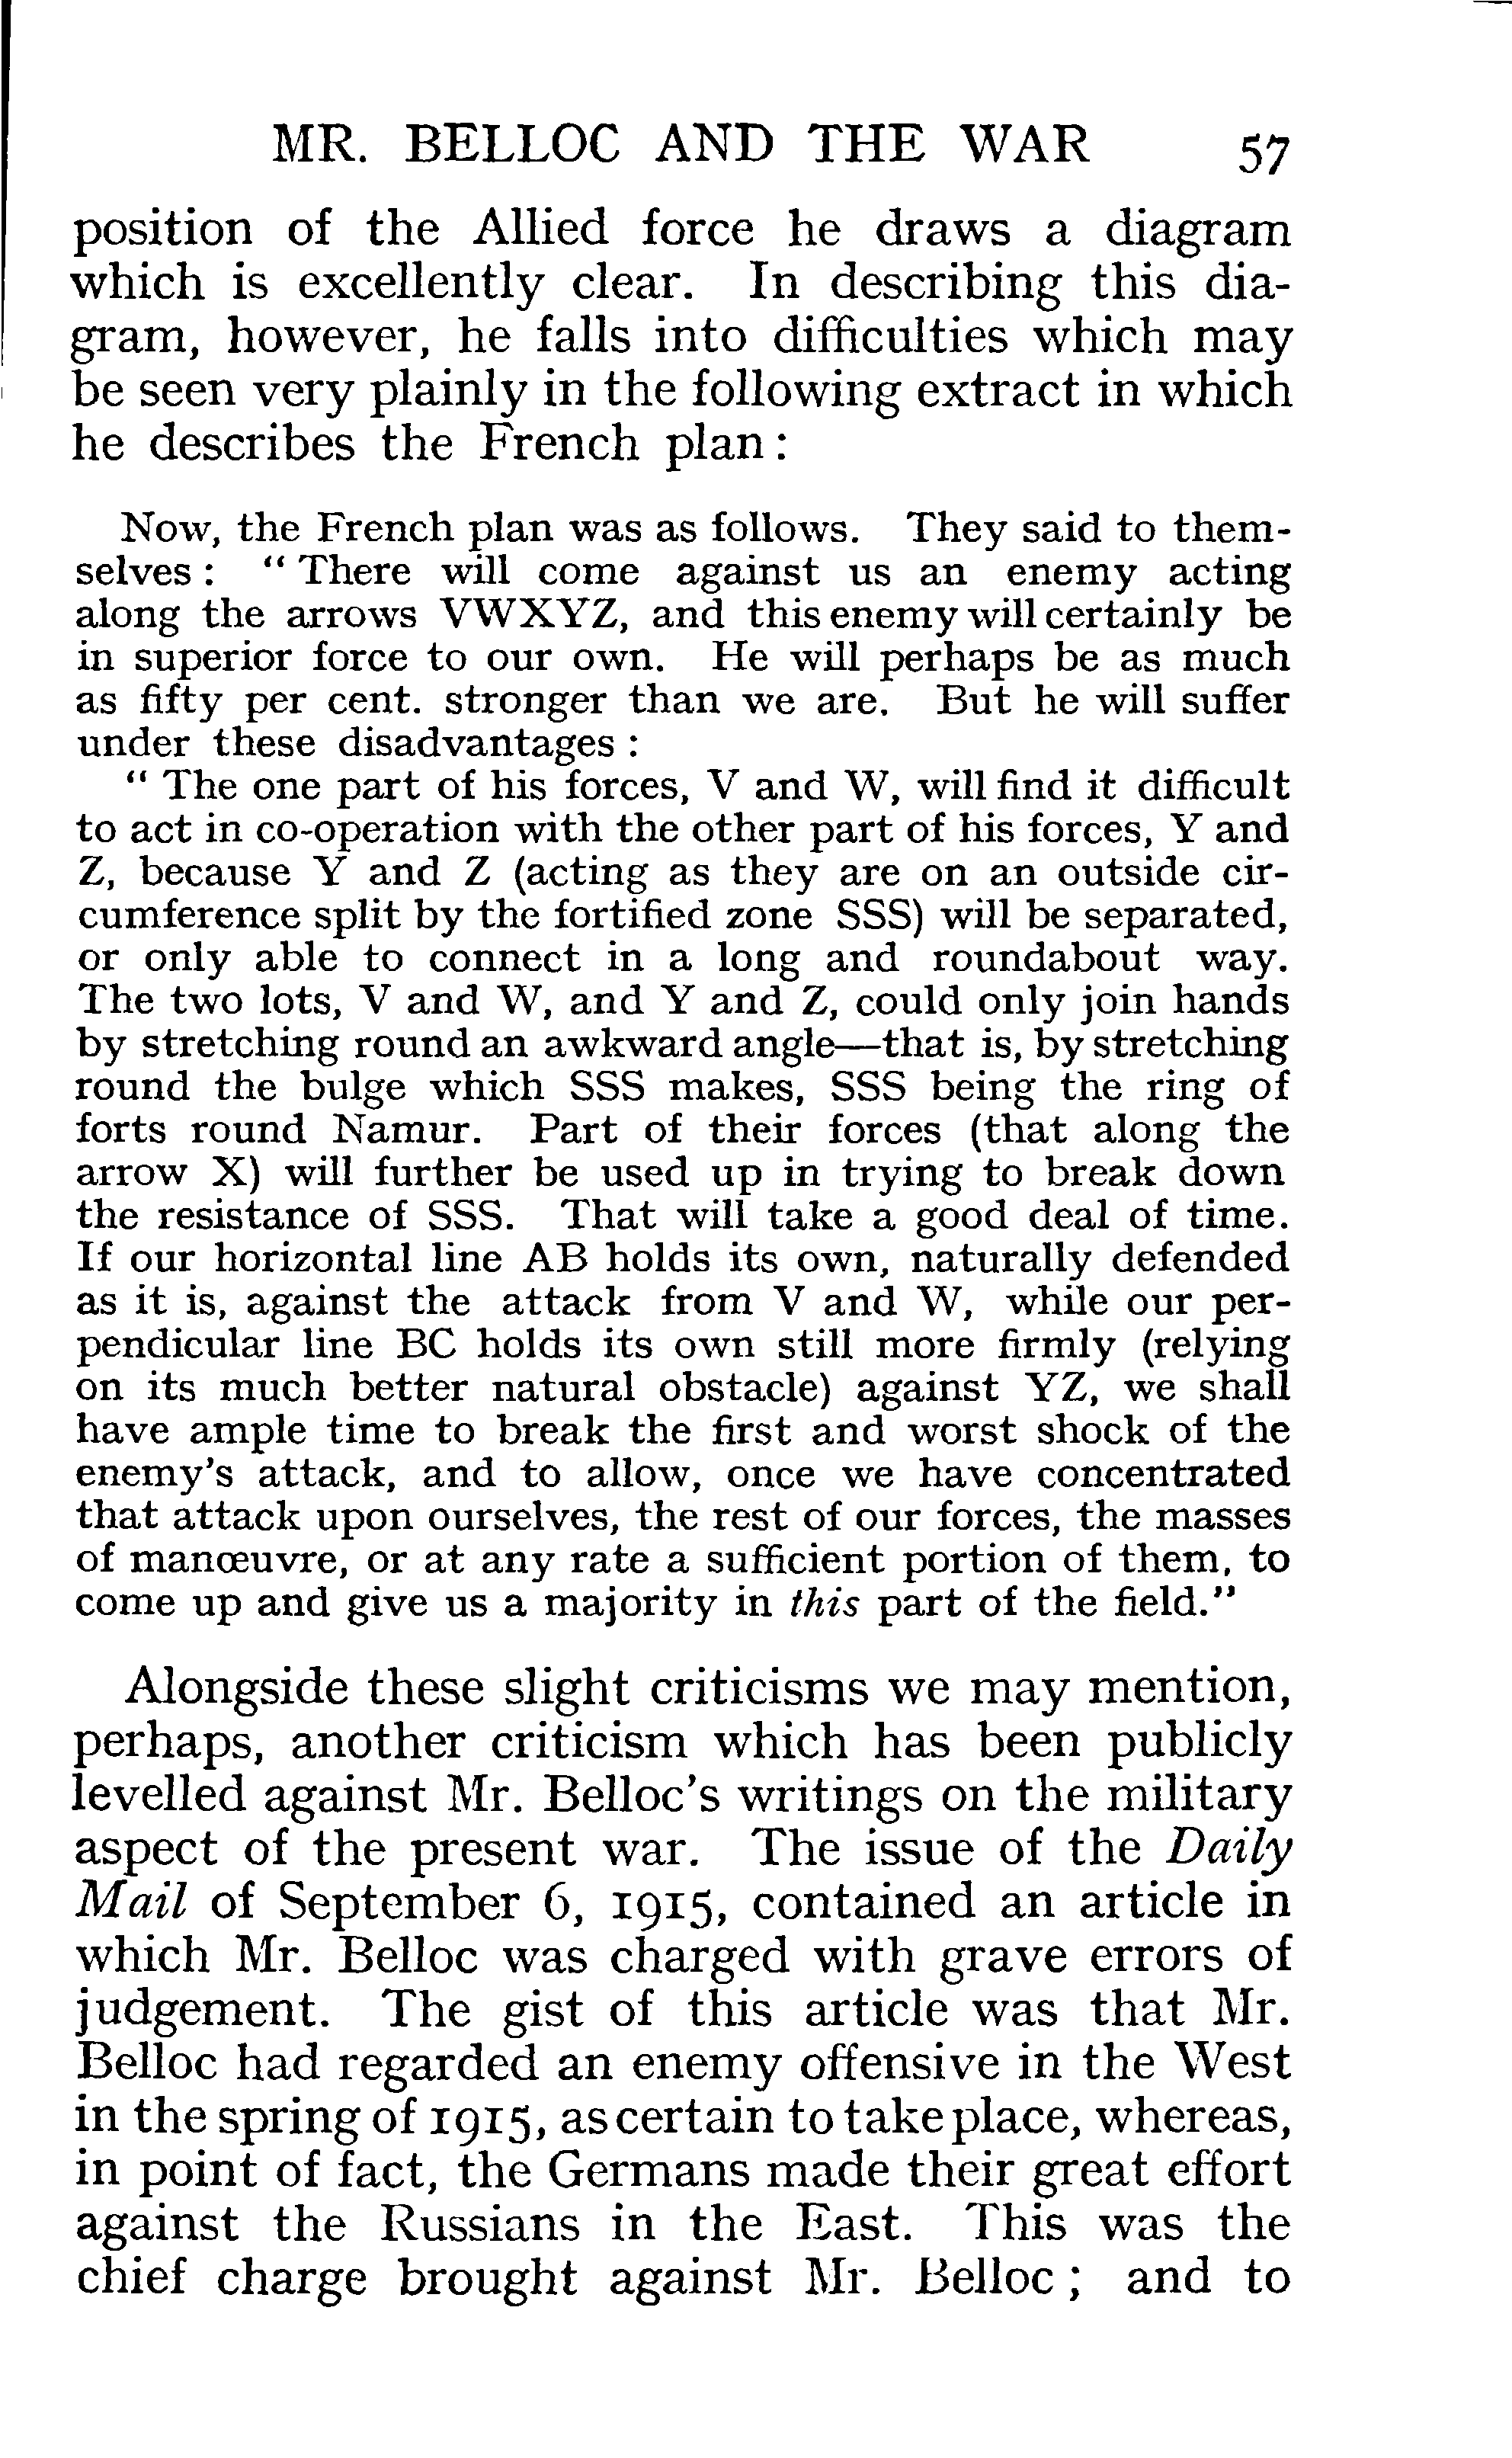 MR. BELLOC AND THE WAR 57
position of the Allied force he draws a diagram
which is excellently clear. In describing this dia-
gram, however, he falls into difficulties which may
be seen very plainly in the following extract in which
he describes the French plan :
Now, the French plan was as follows. They said to them-
selves : “ There will come against us an enemy acting
along the arrows VWXYZ, and this enemy will certainly be
in superior force to our own. He will perhaps be as much
as fifty per cent. stronger than we are. But he will suffer
under these disadvantages :
“ The one part of his forces, V and W, will find it difficult
to act in co-operation with the other part of his forces, Y and
Z, because Y and Z (acting as they are on an outside cir-
cumference split by the fortified zone SSS) will be separated,
or only able to connect in a long and roundabout way.
The two lots, V and W, and Y and Z, could only join hands
by stretching round an awkward angle—that is, by stretching
round the bulge which SSS makes, SSS being the ring of
forts round Namur. Part of their forces (that along the
arrow X) will further be used up in trying to break down
the resistance of SSS. That will take a good deal of time.
If our horizontal line AB holds its own, naturally defended
as it is, against the attack from V and W, while our per-
pendicular line BC holds its own still more firmly (relying
on its much better natural obstacle) against YZ, we shall
have ample time to break the first and worst shock of the
enemy's attack, and to allow, once we have concentrated
that attack upon ourselves, the rest of our forces, the masses
of manœuvre, or at any rate a sufficient portion of them, to
come up and give us a majority in this part of the field.”
Alongside these slight criticisms we may mention,
perhaps, another criticism which has been publicly
levelled against Mr. Belloc's writings on the military
aspect of the present war. The issue of the Daily
Mail of September 6, 1915, contained an article in
which Mr. Belloc was charged with grave errors of
judgement. The gist of this article was that Mr.
Belloc had regarded an enemy offensive in the West
in the spring of 1915, as certain to take place, whereas,
in point of fact, the Germans made their great effort
against the Russians in the East. This was the
chief charge brought against Mr. Belloc ; and to